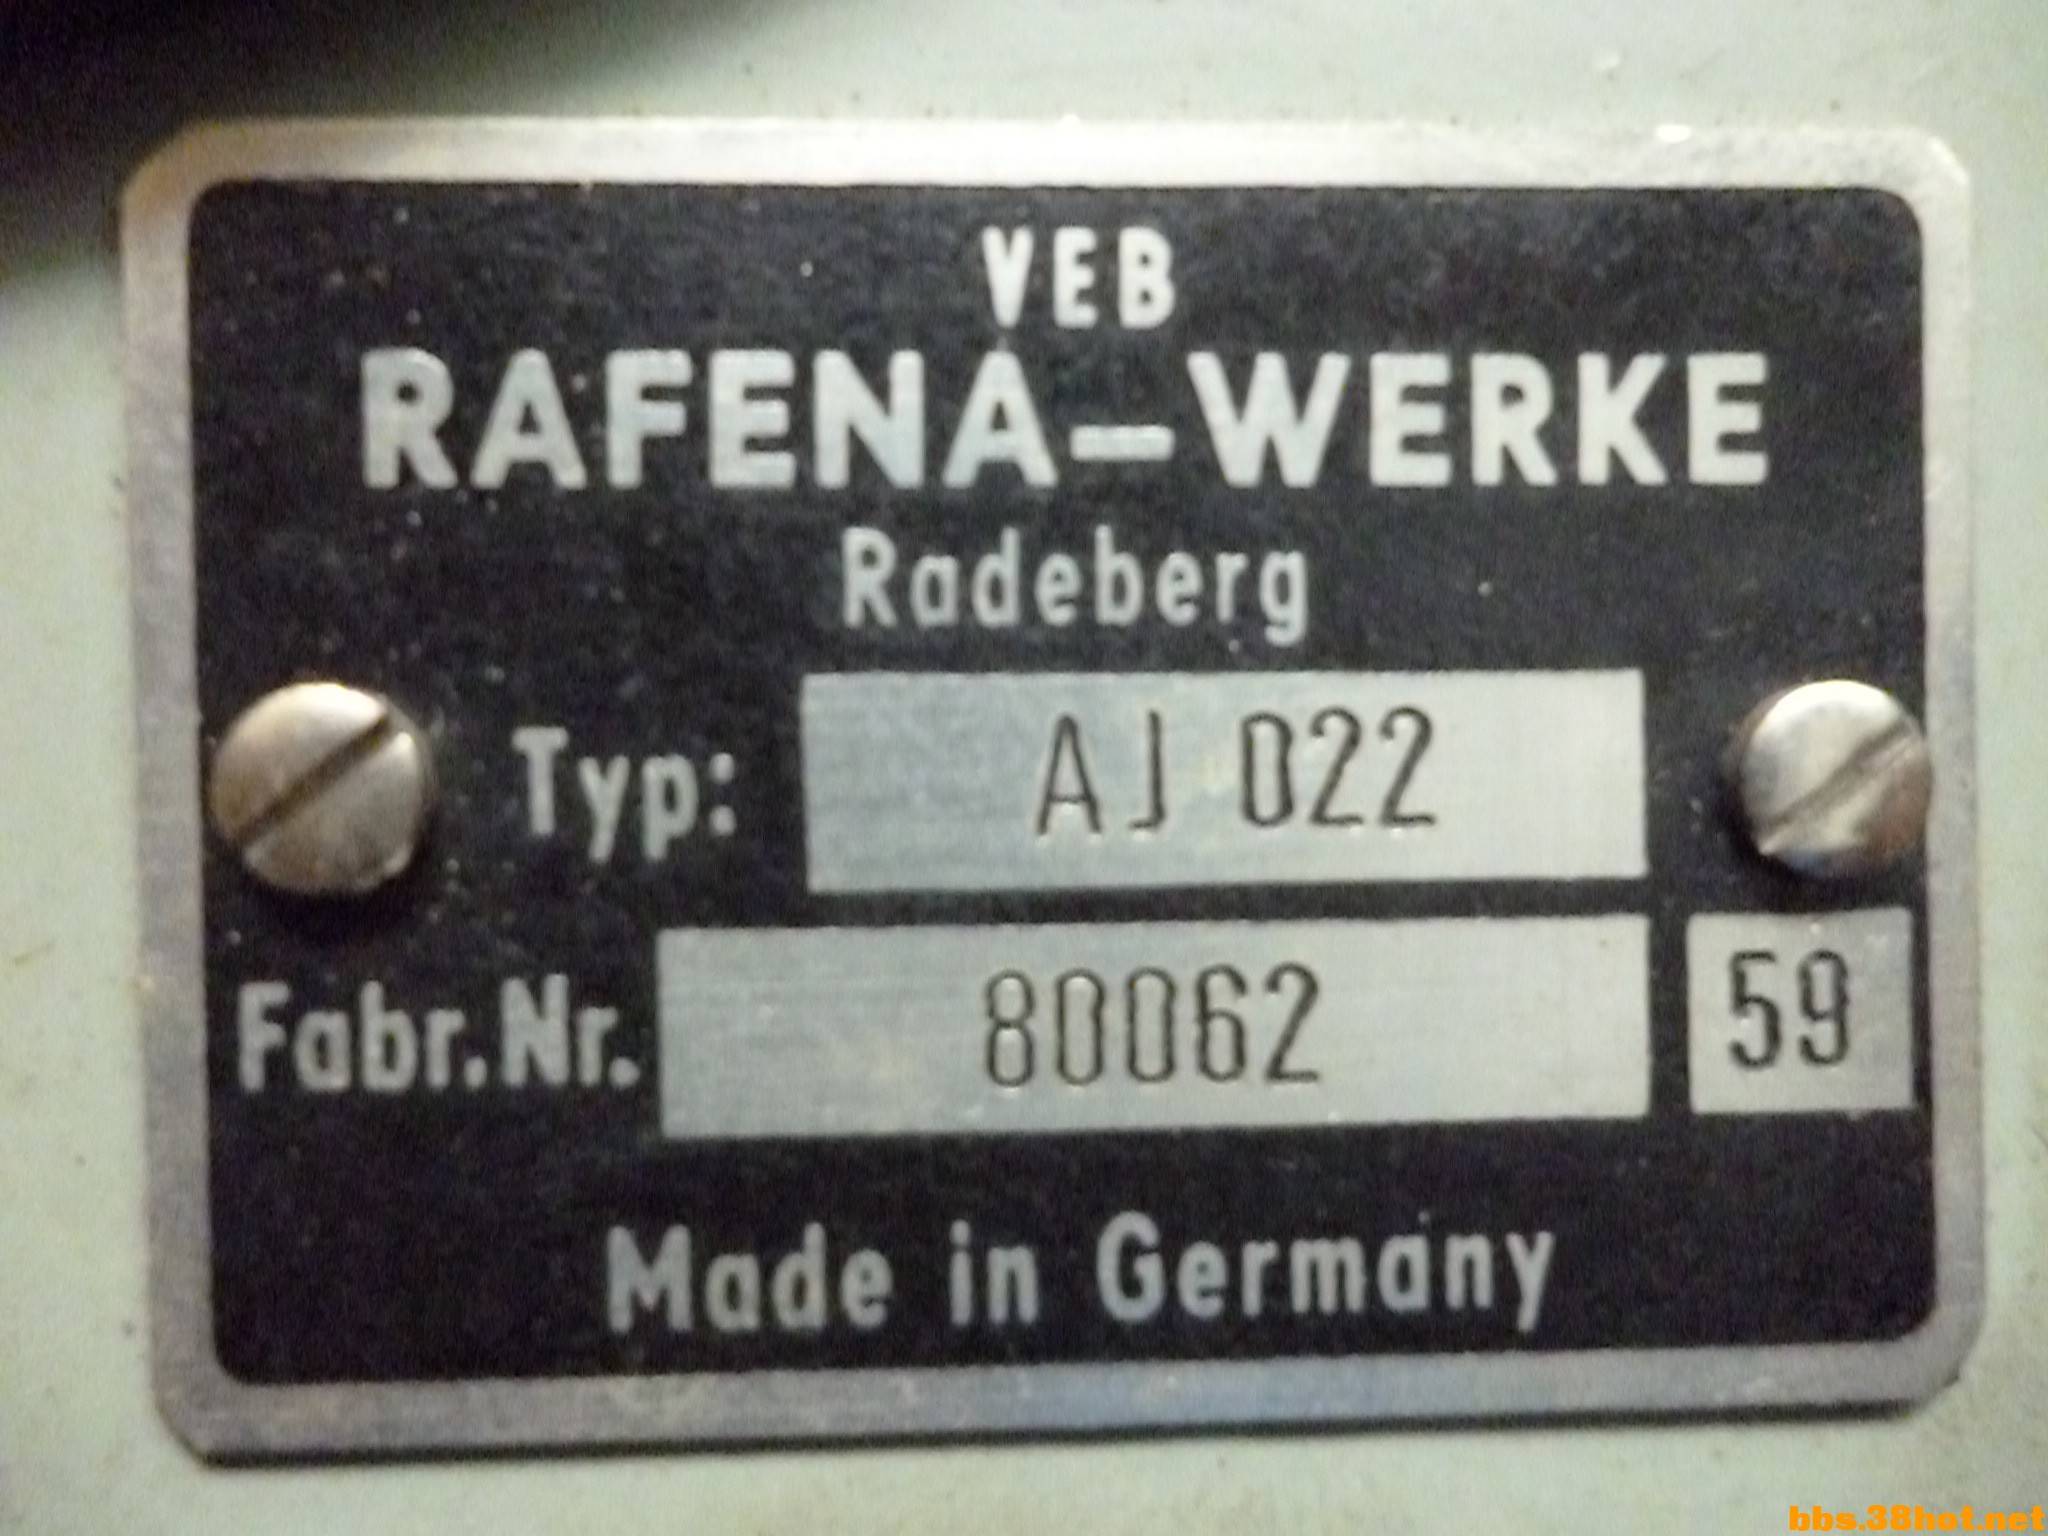 VEB
RAFENA–WERKE
Radeberg
Typ: AJ 022
Fabr.Nr. 80062 59
Made in Germany
bbs.38hot.net